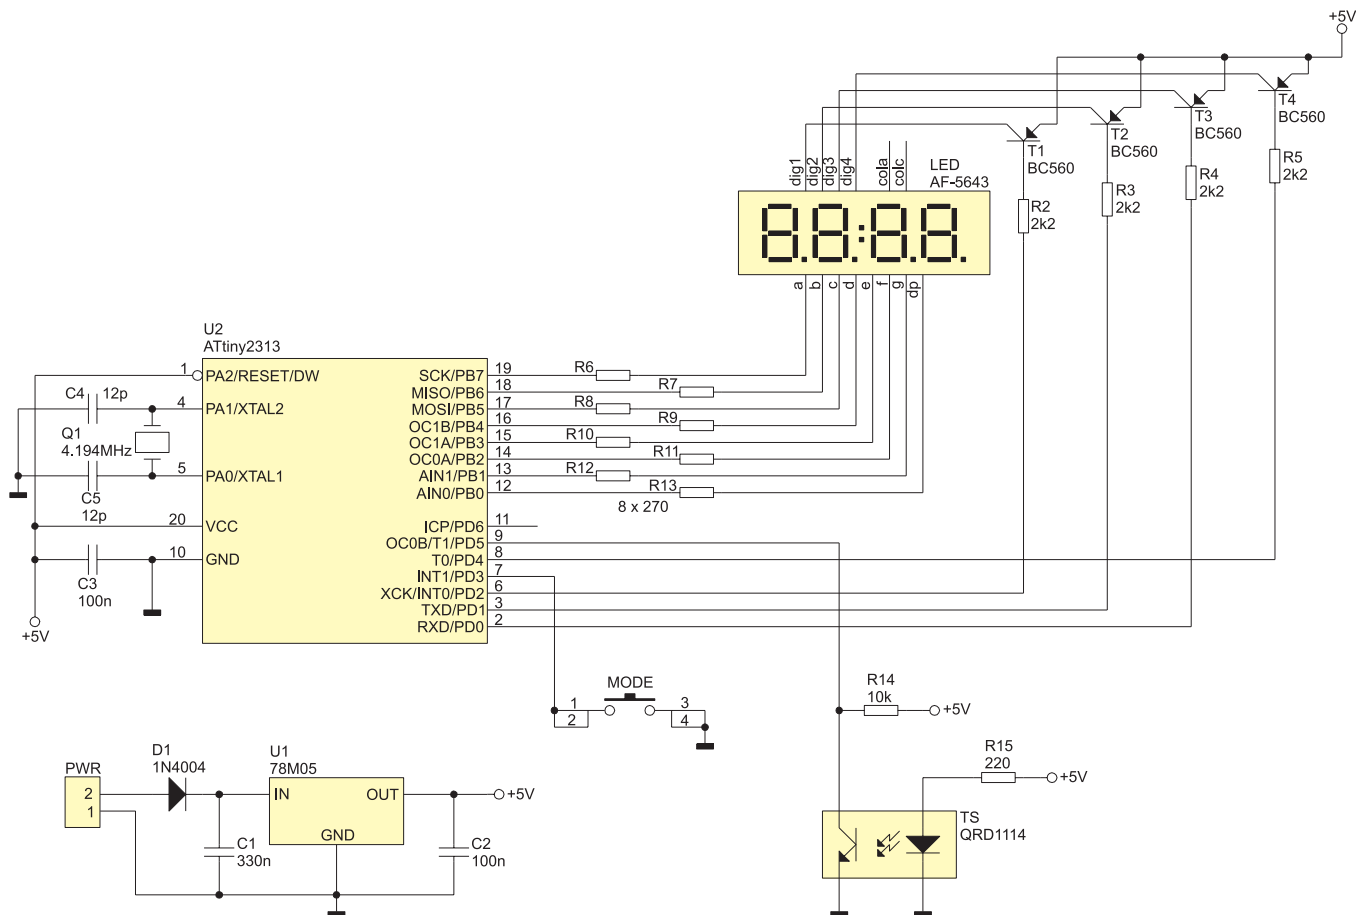 +5V
T4
BC560
T3
BC560
T2
BC560
T1
BC560
R5
2k2
R4
2k2
R3
2k2
R2
2k2
dig1
dig2
dig3
dig4
cola
colc
LED
AF-5643
a
b
c
d
e
f
g
dp
U2
ATtiny2313
1 PA2/RESET/DW
4 PA1/XTAL2
5 PA0/XTAL1
20 VCC
10 GND
SCK/PB7 19
MISO/PB6 18
MOSI/PB5 17
OC1B/PB4 16
OC1A/PB3 15
OC0A/PB2 14
AIN1/PB1 13
AIN0/PB0 12
ICP/PD6 11
OC0B/T1/PD5 9
T0/PD4 8
INT1/PD3 7
XCK/INT0/PD2 6
TXD/PD1 3
RXD/PD0 2
C4 12p
Q1
4.194MHz
C5
12p
C3
100n
+5V
R6
R7
R8
R9
R10
R11
R12
R13
8 x 270
MODE
1
2
3
4
R14
10k
+5V
R15
220
+5V
TS
QRD1114
PWR
2
1
D1
1N4004
U1
78M05
IN
OUT
GND
C1
330n
C2
100n
+5V